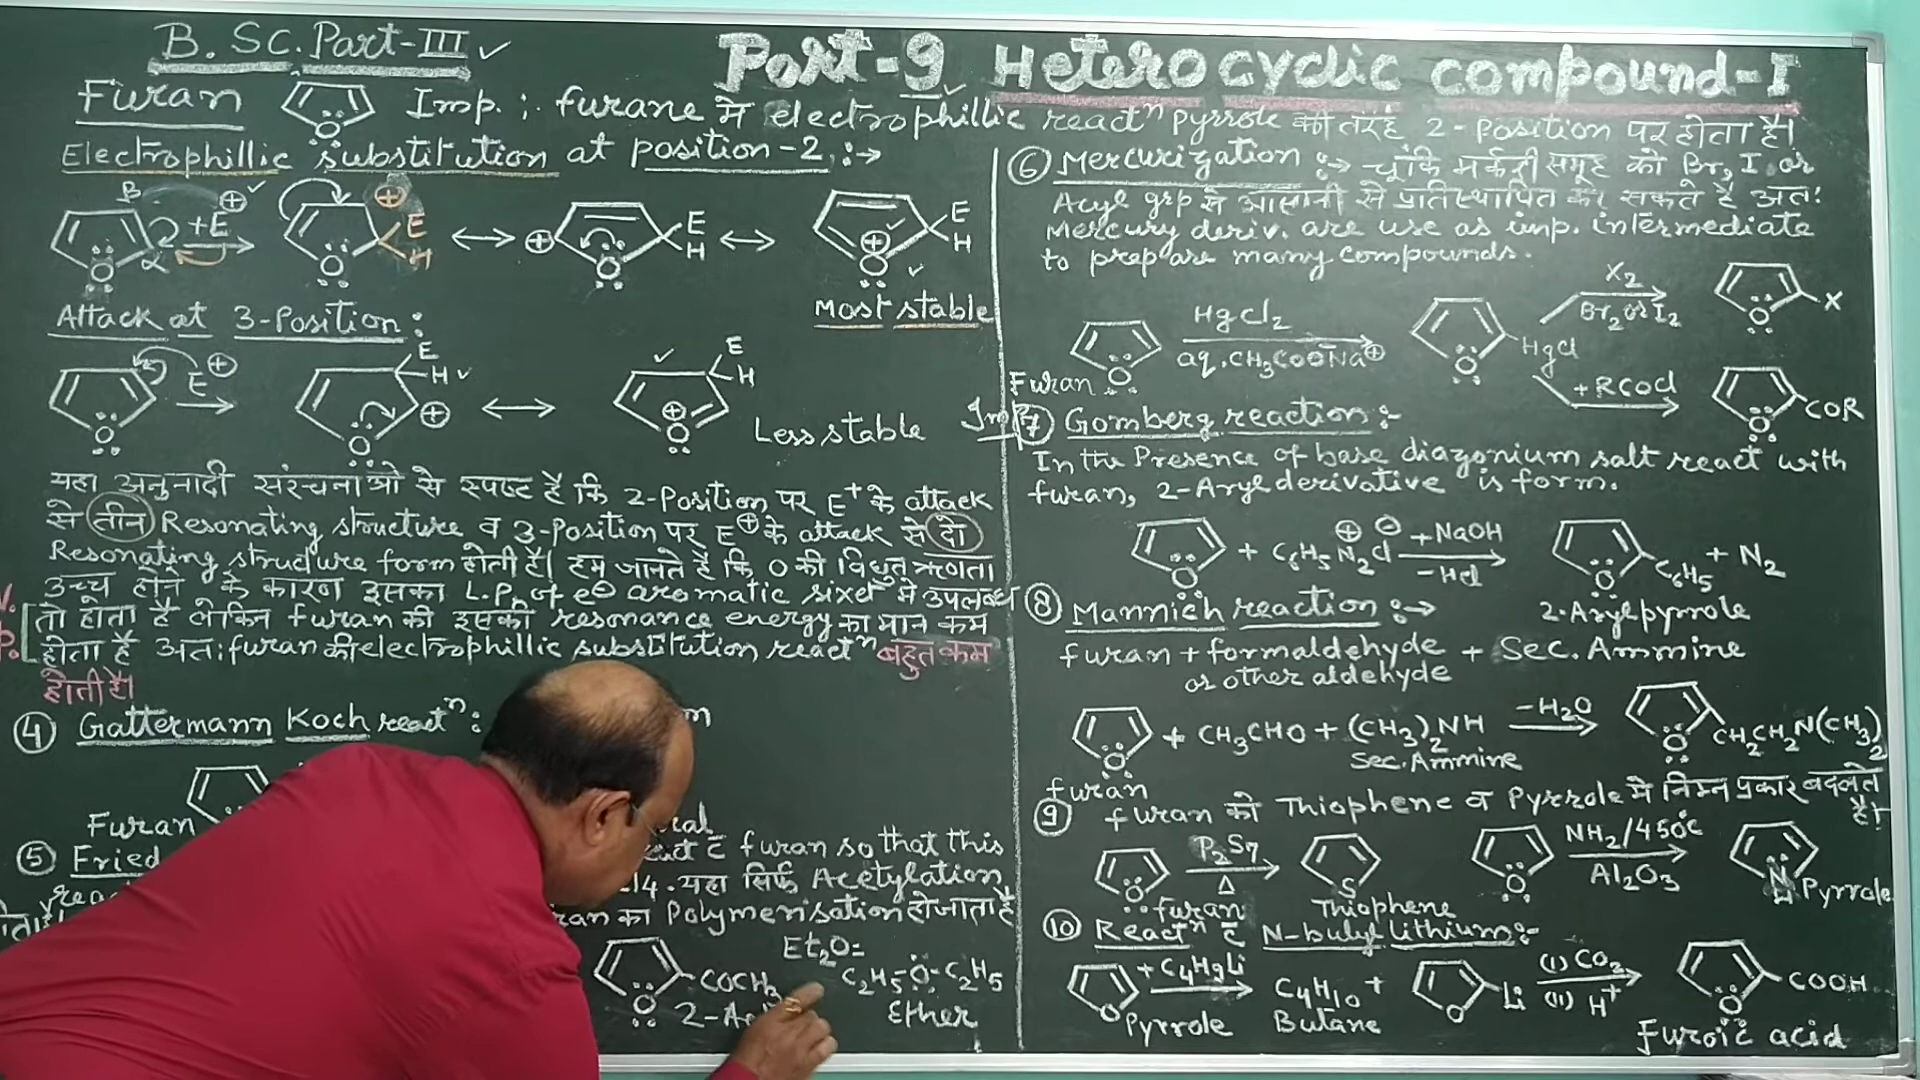 B.Sc. Part-III ✓
Part-9 Heterocyclic compound-I
Furan
O
Imp. :- furane मे electrophillic reactⁿ pyrrole की तरह 2-position पर होता है।
Electrophillic substitution at position-2 :→
β
2
α
O
+E⊕
O
⊕
E
H
⊕
O
E
H
⊕
O
E
H
Most stable
Attack at 3-Position :
O
E⊕
O
E
H
⊕
O
⊕
E
H
Less stable
यहा अनुनादी संरंचनाओ से स्पष्ट है कि 2-Position पर E⁺ के attack
से तीन Resonating structure व 3-position पर E⊕ के attack से दो
Resonating structure form होती है। हम जानते है कि O की विधुत ऋणता
उच्च होने के कारण इसका L.P. of e⊖ aromatic sixet मे उपलब्ध
तो होता है लेकिन furan की इसकी resonance energy का मान कम
होता है अतः furan की electrophillic substitution reactⁿ बहुत कम
होती है।
④ Gattermann Koch reactⁿ :
Furan
⑤ Fried
furan so that this
यहा सिर्फ Acetylation
का Polymerisation हो जाता है
O
COCH₃
Et₂O=
C₂H₅-O-C₂H₅
Ether
⑥ Mercurization :→ चूंकि मर्करी समूह को Br, I or
Acyl grp से आसानी से प्रतिस्थापित कर सकते है अतः
Mercury deriv. are use as imp. intermediate
to prepare many compounds.
O
Furan
HgCl₂
aq. CH₃COO⁻Na⊕
O
HgCl
X₂
Br₂ or I₂
O
X
+RCOCl
O
COR
Imp ⑦ Gomberg reaction :-
In the Presence of base diazonium salt react with
furan, 2-Aryl derivative is form.
O
+ C₆H₅N₂Cl
⊕ ⊖
+NaOH
-HCl
O
C₆H₅
+ N₂
2-Arylpyrrole
⑧ Mannich reaction :→
furan + formaldehyde + Sec. Ammine
or other aldehyde
O
furan
+ CH₃CHO + (CH₃)₂NH
Sec. Ammine
-H₂O
O
CH₂CH₂N(CH₃)₂
⑨ furan को Thiophene व Pyrrole मे निम्न प्रकार बदलते
है।
O
furan
P₂S₇
Δ
S
Thiophene
O
NH₂/450°c
Al₂O₃
N
Pyrrole
⑩ Reactⁿ c̄ N-butyl lithium :-
O
Pyrrole
+C₄H₉Li
C₄H₁₀ +
Butane
O
Li
(I) CO₂
(II) H⁺
O
COOH
Furoic acid